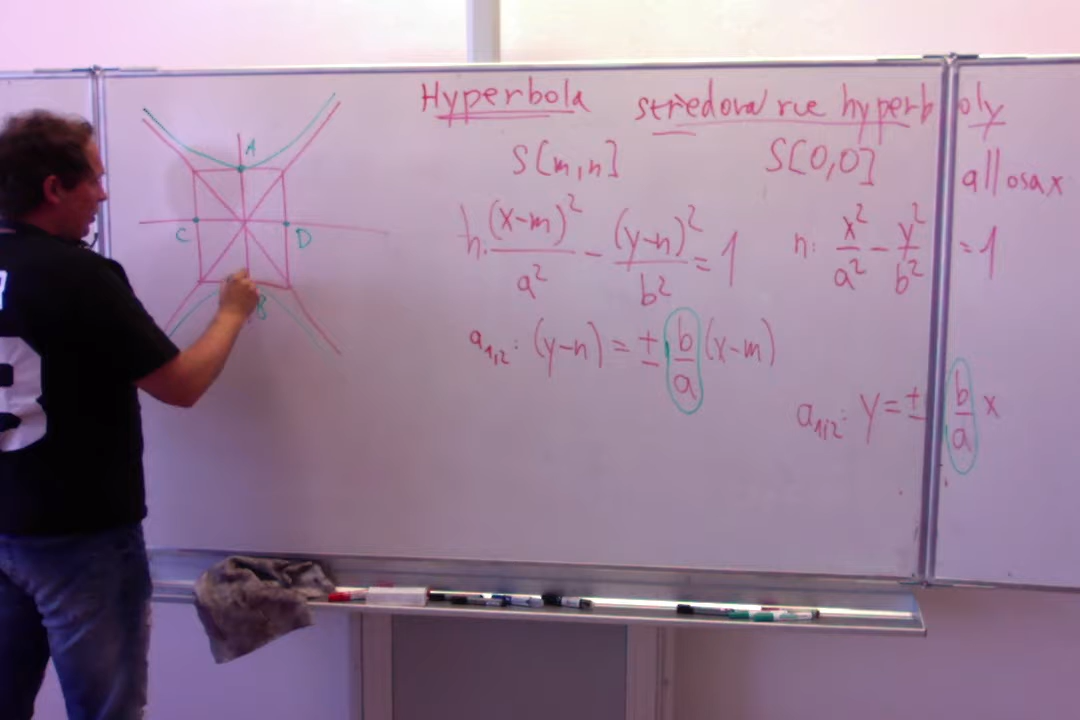 Hyperbola
stredová rce hyperboly
S[m,n]
S[0,0]
a || osa x
h: (x-m)²/a² - (y-n)²/b² = 1
h: x²/a² - y²/b² = 1
a₁,₂: (y-n) = ± b/a (x-m)
a₁,₂: y = ± b/a x
A
C
D
B